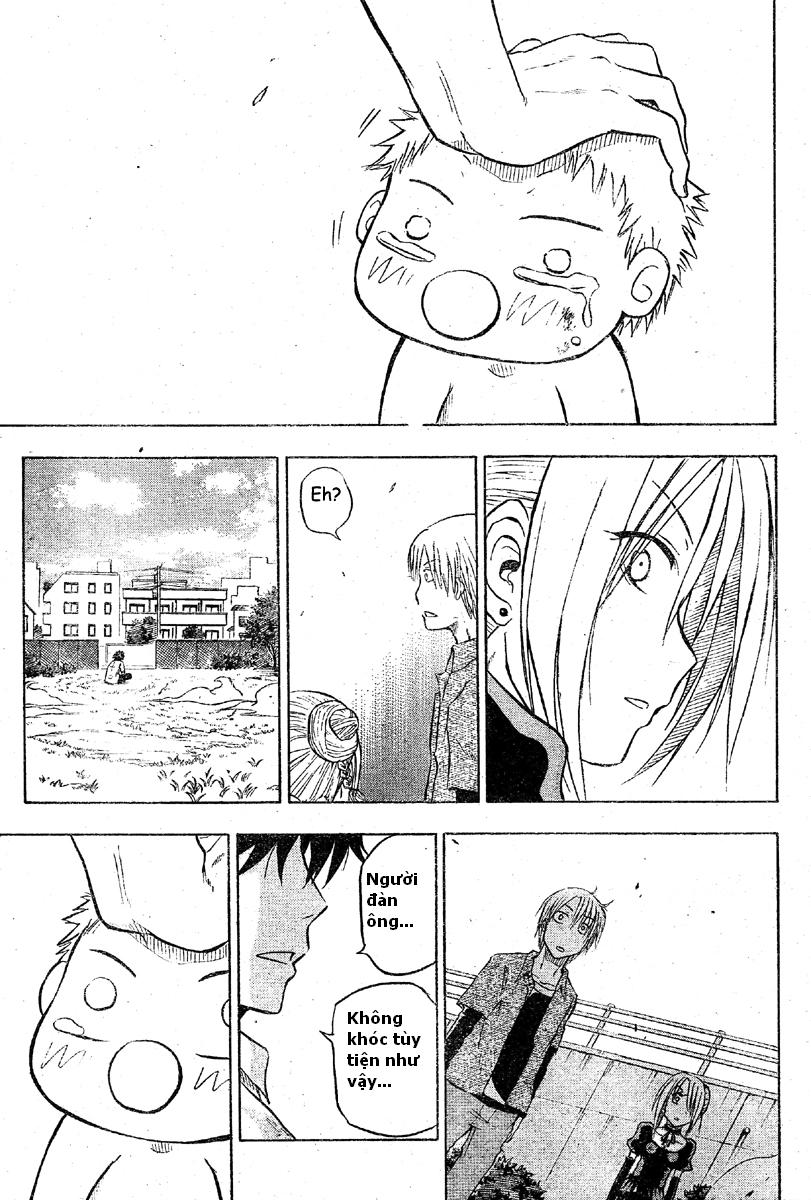 Eh?
Người
đàn
ông...
Không
khóc tùy
tiện như
vậy...